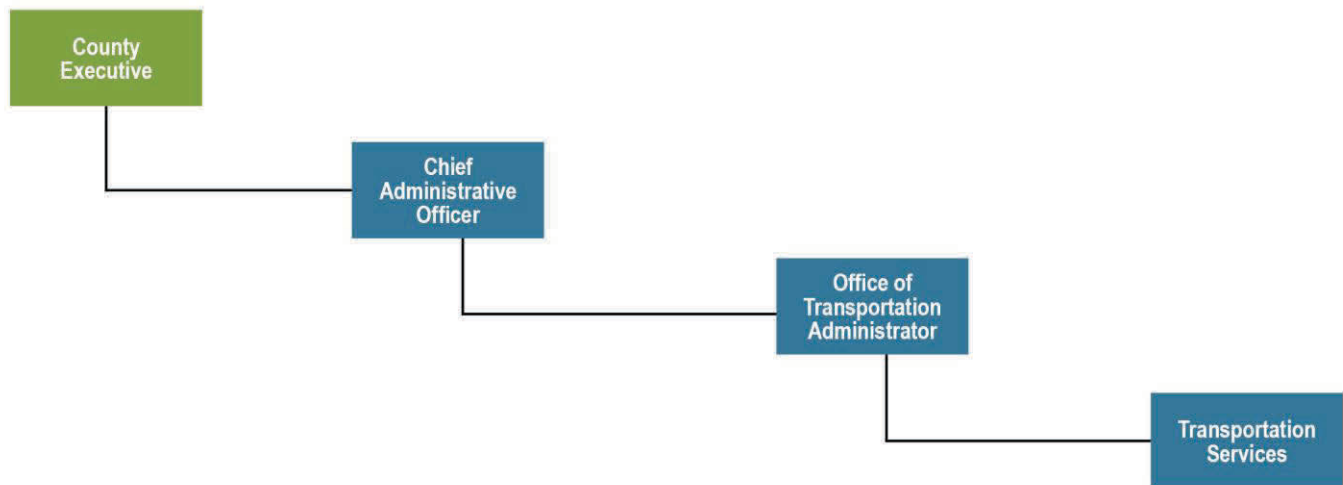 County
Executive
Chief
Administrative
Officer
Office of
Transportation
Administrator
Transportation
Services